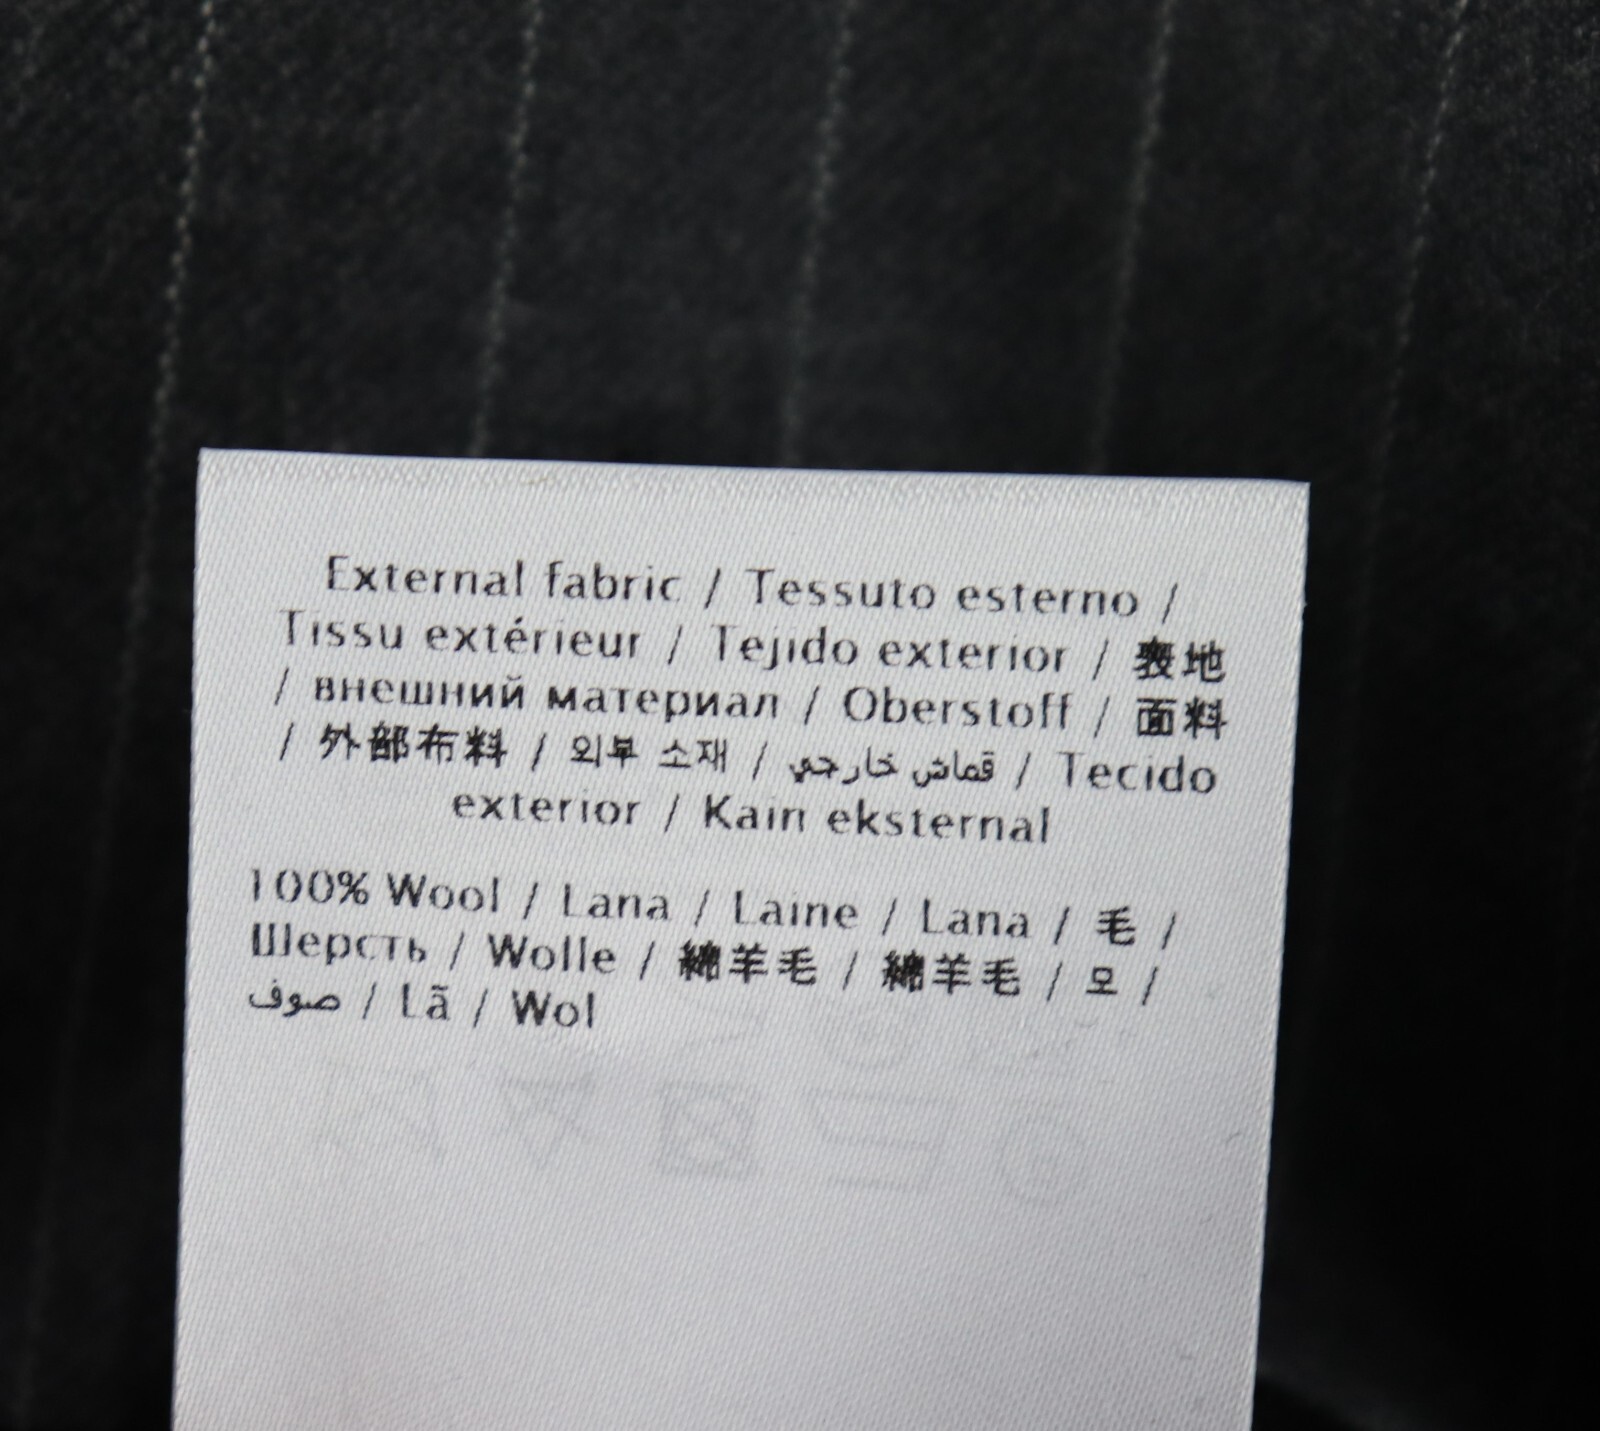 External fabric / Tessuto esterno /
Tissu extérieur / Tejido exterior / 表地
/ внешний материал / Oberstoff / 面料
/ 外部布料 / 외부 소재 / قماش خارجي / Tecido
exterior / Kain eksternal
100% Wool / Lana / Laine / Lana / 毛 /
Шерсть / Wolle / 綿羊毛 / 綿羊毛 / 모 /
صوف / Lã / Wol